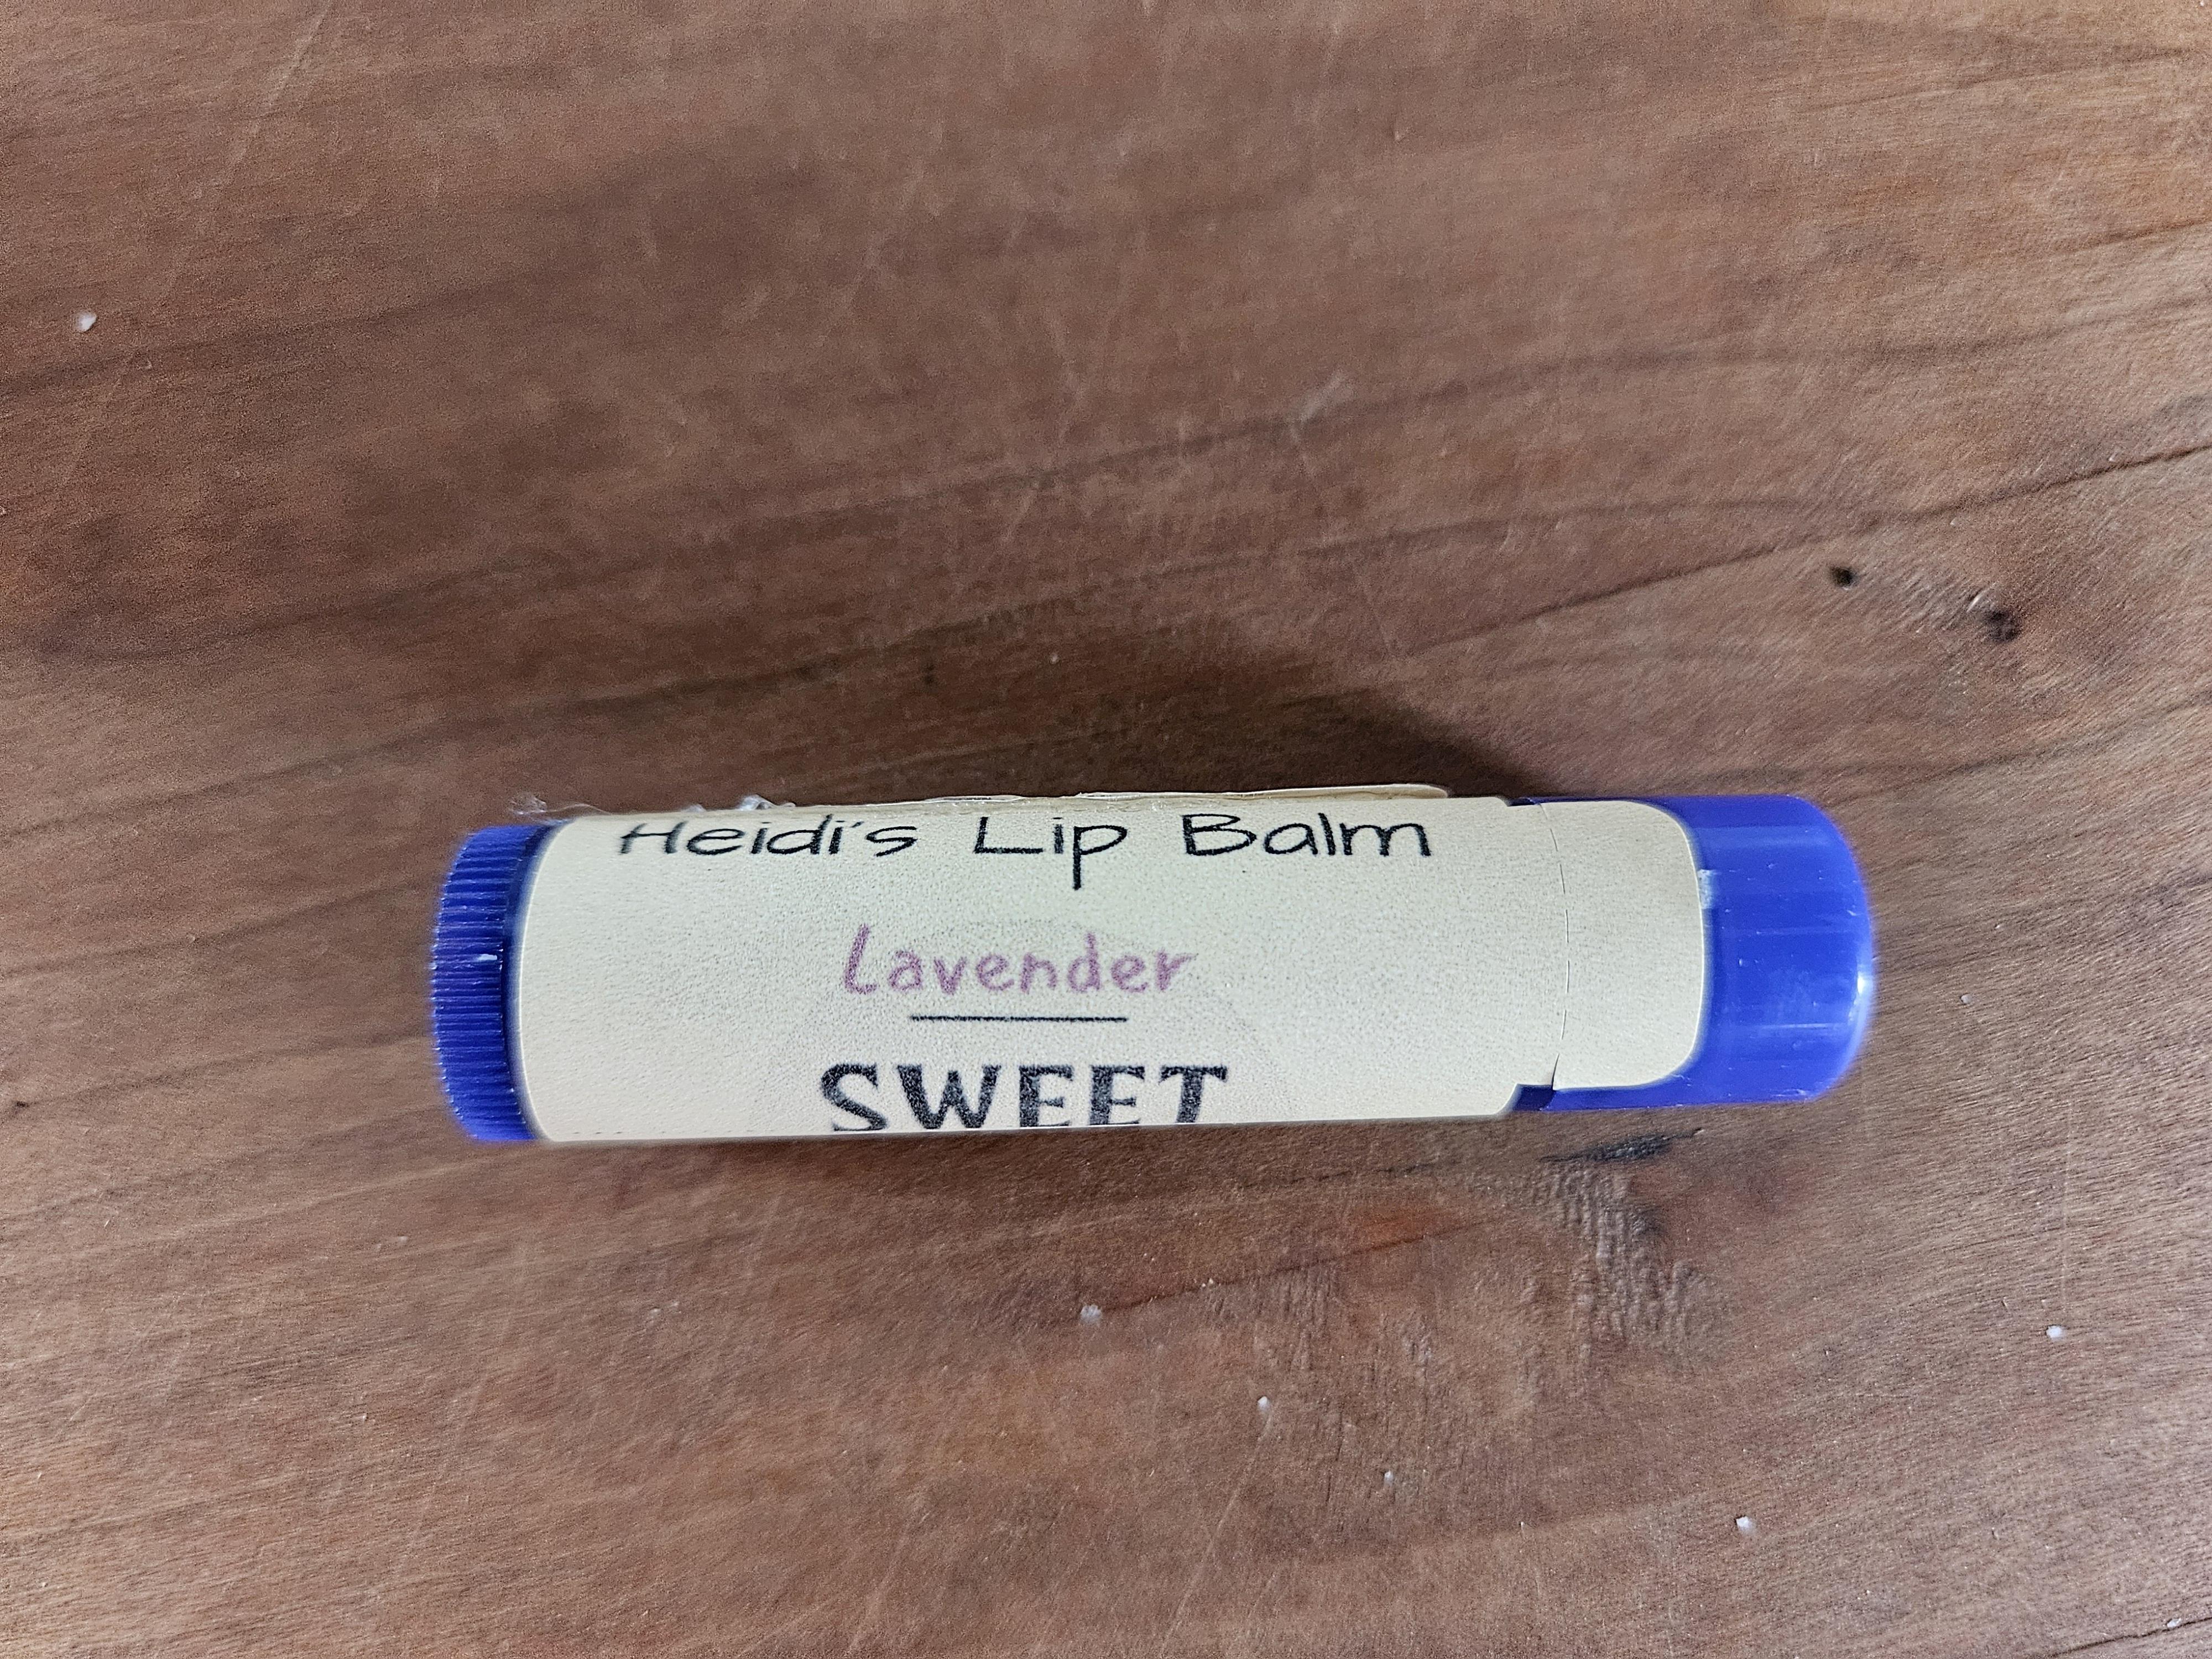 Heidi's Lip Balm
Lavender
SWEET